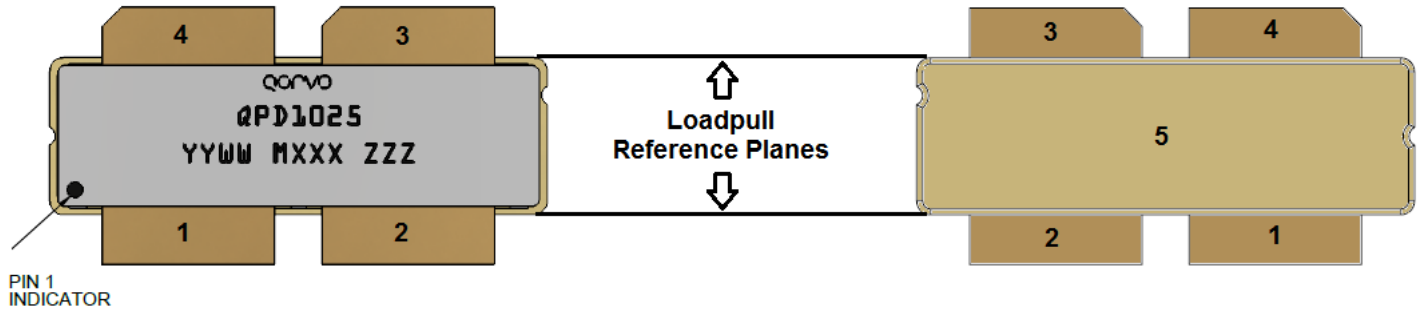 4 3
QORVO
QPD1025
YYWW MXXX ZZZ
1 2
PIN 1
INDICATOR
Loadpull
Reference Planes
3 4
5
2 1